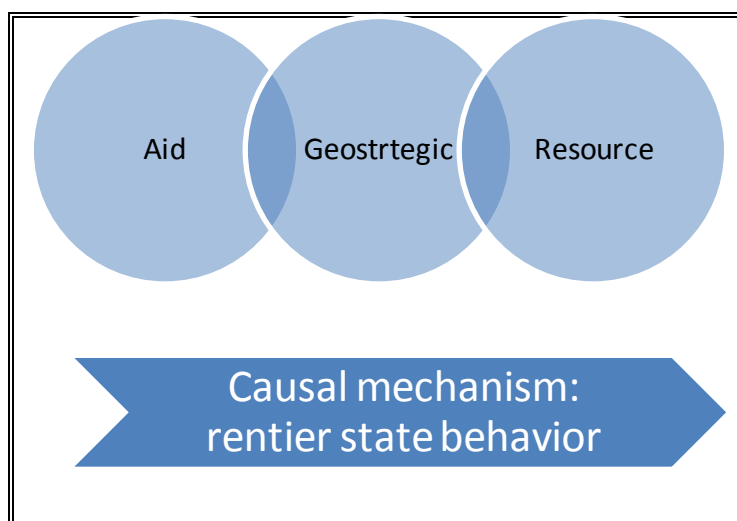 Aid
Geostrtegic
Resource
Causal mechanism:
rentier state behavior